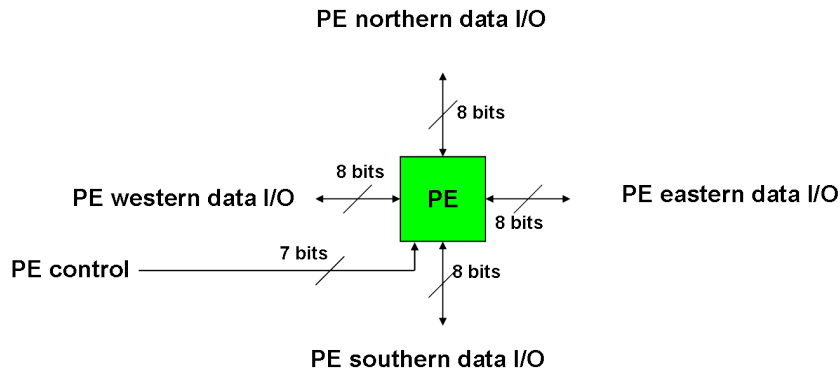 PE northern data I/O
8 bits
8 bits
PE western data I/O
PE
PE eastern data I/O
8 bits
7 bits
PE control
8 bits
PE southern data I/O